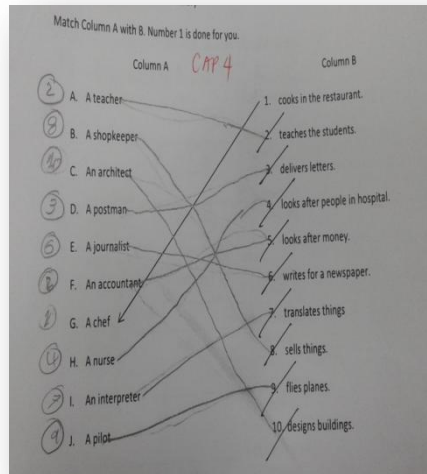 Match Column A with B. Number 1 is done for you.
Column A CAP 4 Column B
2 A. A teacher 1. cooks in the restaurant.
8 B. A shopkeeper 2. teaches the students.
10 C. An architect 3. delivers letters.
3 D. A postman 4. looks after people in hospital.
E. A journalist 5. looks after money.
F. An accountant 6. writes for a newspaper.
1 G. A chef 7. translates things
4 H. A nurse 8. sells things.
7 I. An interpreter 9. flies planes.
9 J. A pilot 10. designs buildings.